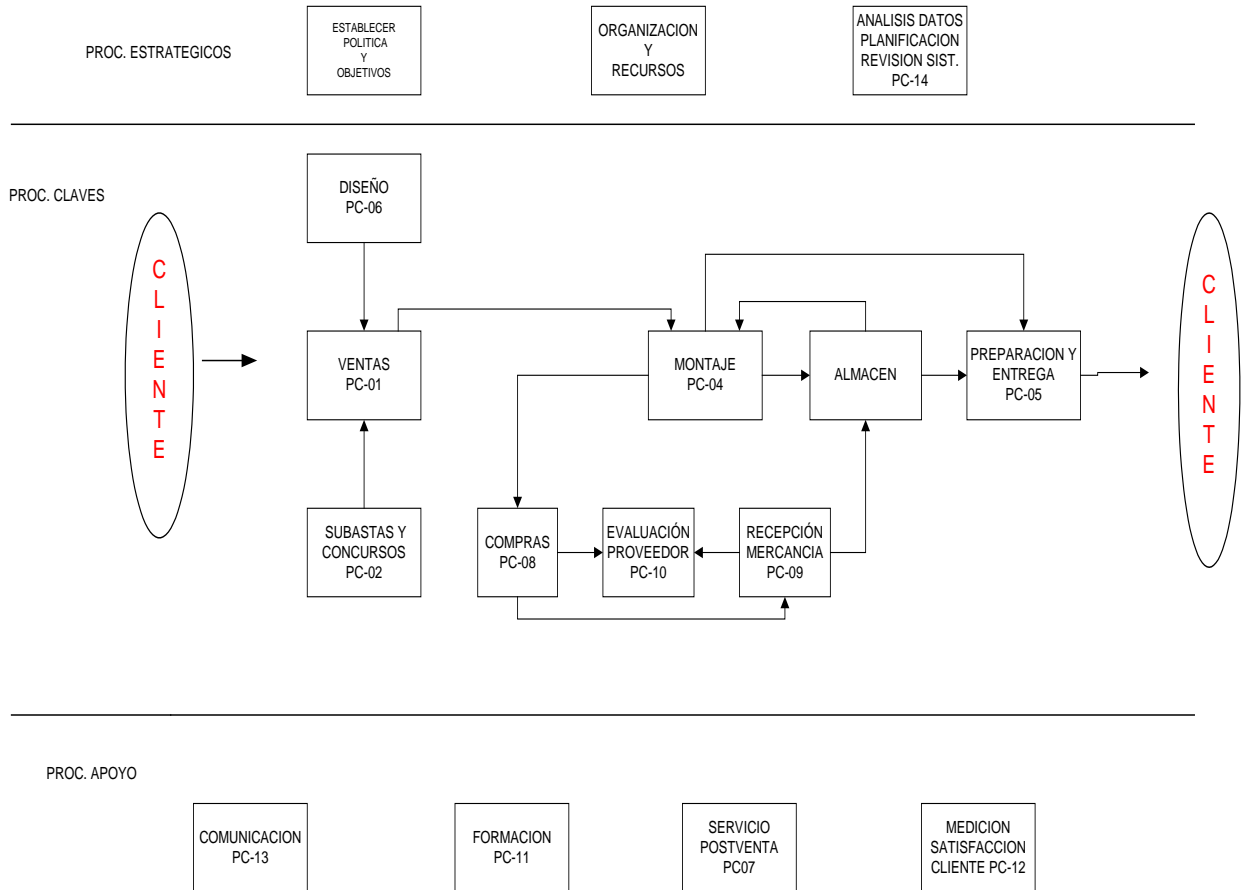 PROC. ESTRATEGICOS
ESTABLECER
POLITICA
Y
OBJETIVOS
ORGANIZACION
Y
RECURSOS
ANALISIS DATOS
PLANIFICACION
REVISION SIST.
PC-14
PROC. CLAVES
CLIENTE
DISEÑO
PC-06
VENTAS
PC-01
SUBASTAS Y
CONCURSOS
PC-02
MONTAJE
PC-04
ALMACEN
PREPARACION Y
ENTREGA
PC-05
COMPRAS
PC-08
EVALUACIÓN
PROVEEDOR
PC-10
RECEPCIÓN
MERCANCIA
PC-09
CLIENTE
PROC. APOYO
COMUNICACION
PC-13
FORMACION
PC-11
SERVICIO
POSTVENTA
PC07
MEDICION
SATISFACCION
CLIENTE PC-12